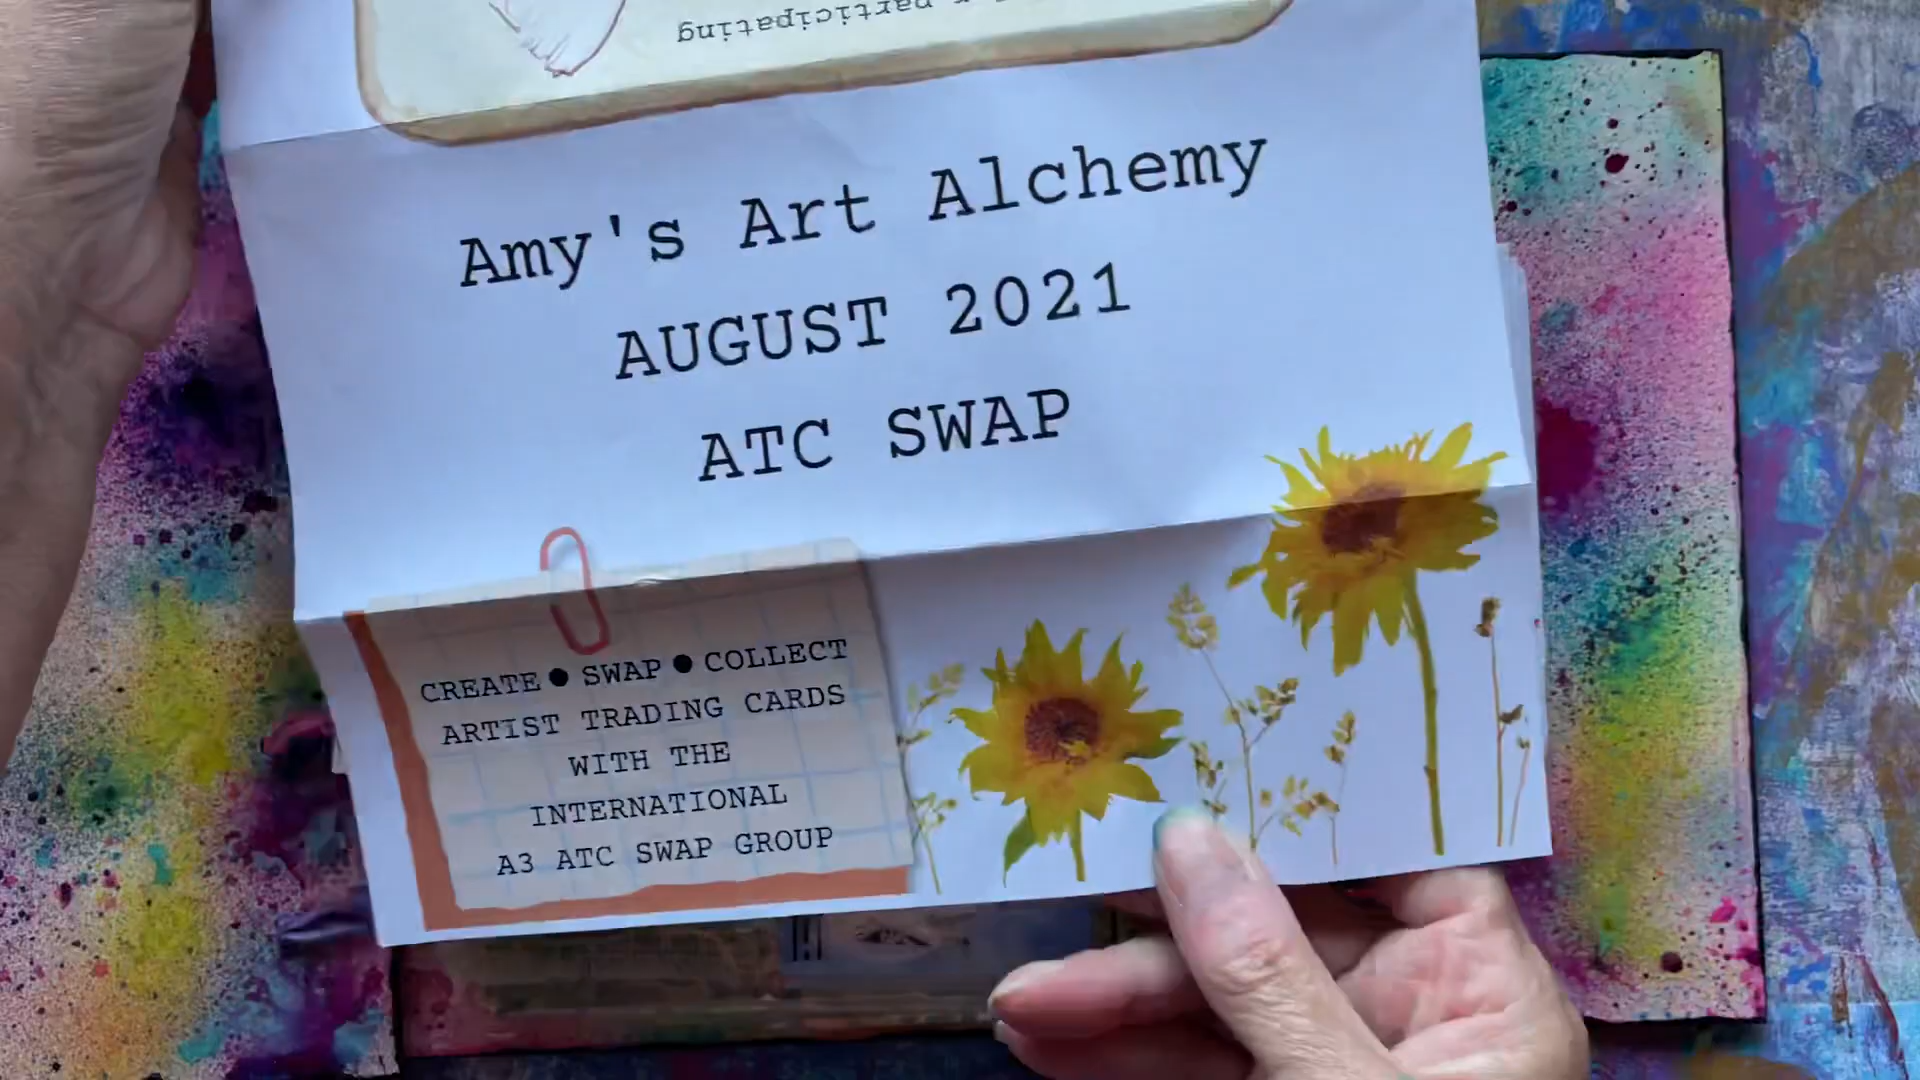 participating
Amy's Art Alchemy
AUGUST 2021
ATC SWAP
CREATE ● SWAP ● COLLECT
ARTIST TRADING CARDS
WITH THE
INTERNATIONAL
A3 ATC SWAP GROUP